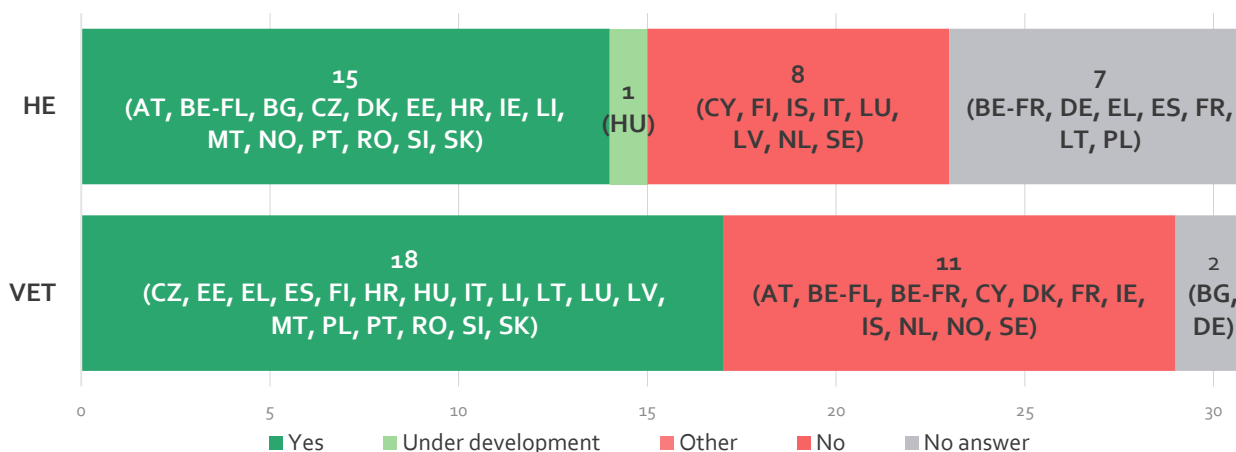 HE
15
(AT, BE-FL, BG, CZ, DK, EE, HR, IE, LI,
MT, NO, PT, RO, SI, SK)
1
(HU)
8
(CY, FI, IS, IT, LU,
LV, NL, SE)
7
(BE-FR, DE, EL, ES, FR,
LT, PL)
VET
18
(CZ, EE, EL, ES, FI, HR, HU, IT, LI, LT, LU, LV,
MT, PL, PT, RO, SI, SK)
11
(AT, BE-FL, BE-FR, CY, DK, FR, IE,
IS, NL, NO, SE)
2
(BG,
DE)
0 5 10 15 20 25 30
Yes Under development Other No No answer